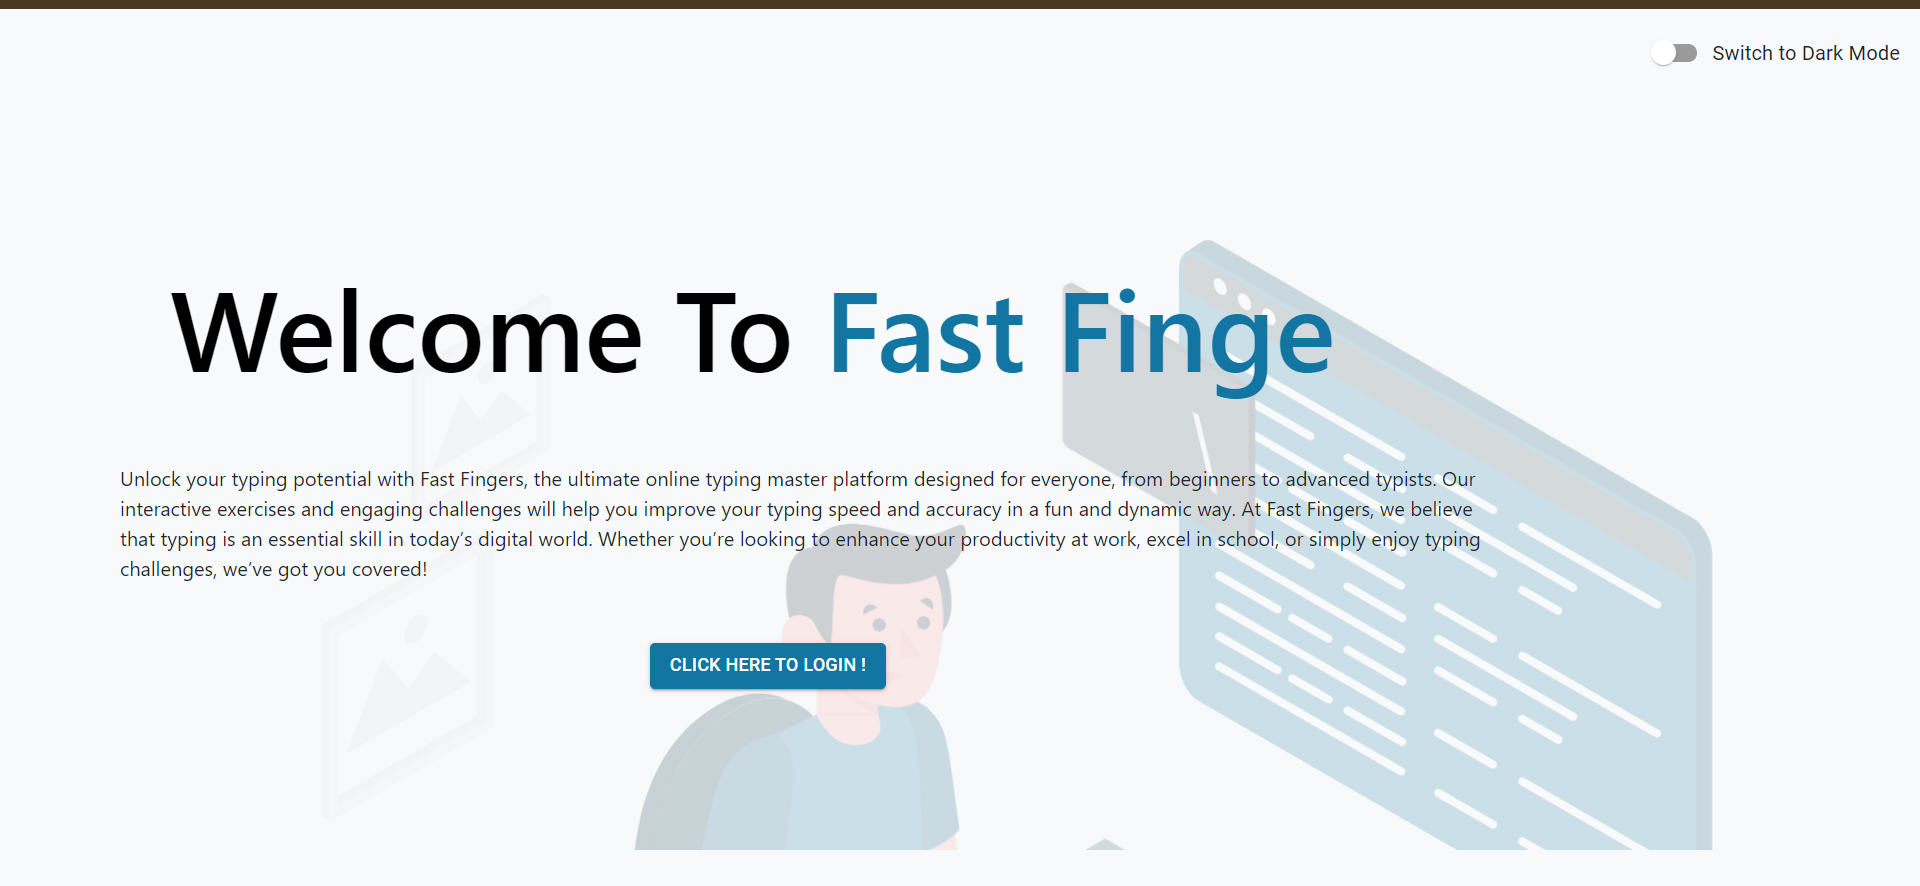 Switch to Dark Mode
Welcome To Fast Finge
Unlock your typing potential with Fast Fingers, the ultimate online typing master platform designed for everyone, from beginners to advanced typists. Our
interactive exercises and engaging challenges will help you improve your typing speed and accuracy in a fun and dynamic way. At Fast Fingers, we believe
that typing is an essential skill in today’s digital world. Whether you’re looking to enhance your productivity at work, excel in school, or simply enjoy typing
challenges, we’ve got you covered!
CLICK HERE TO LOGIN !